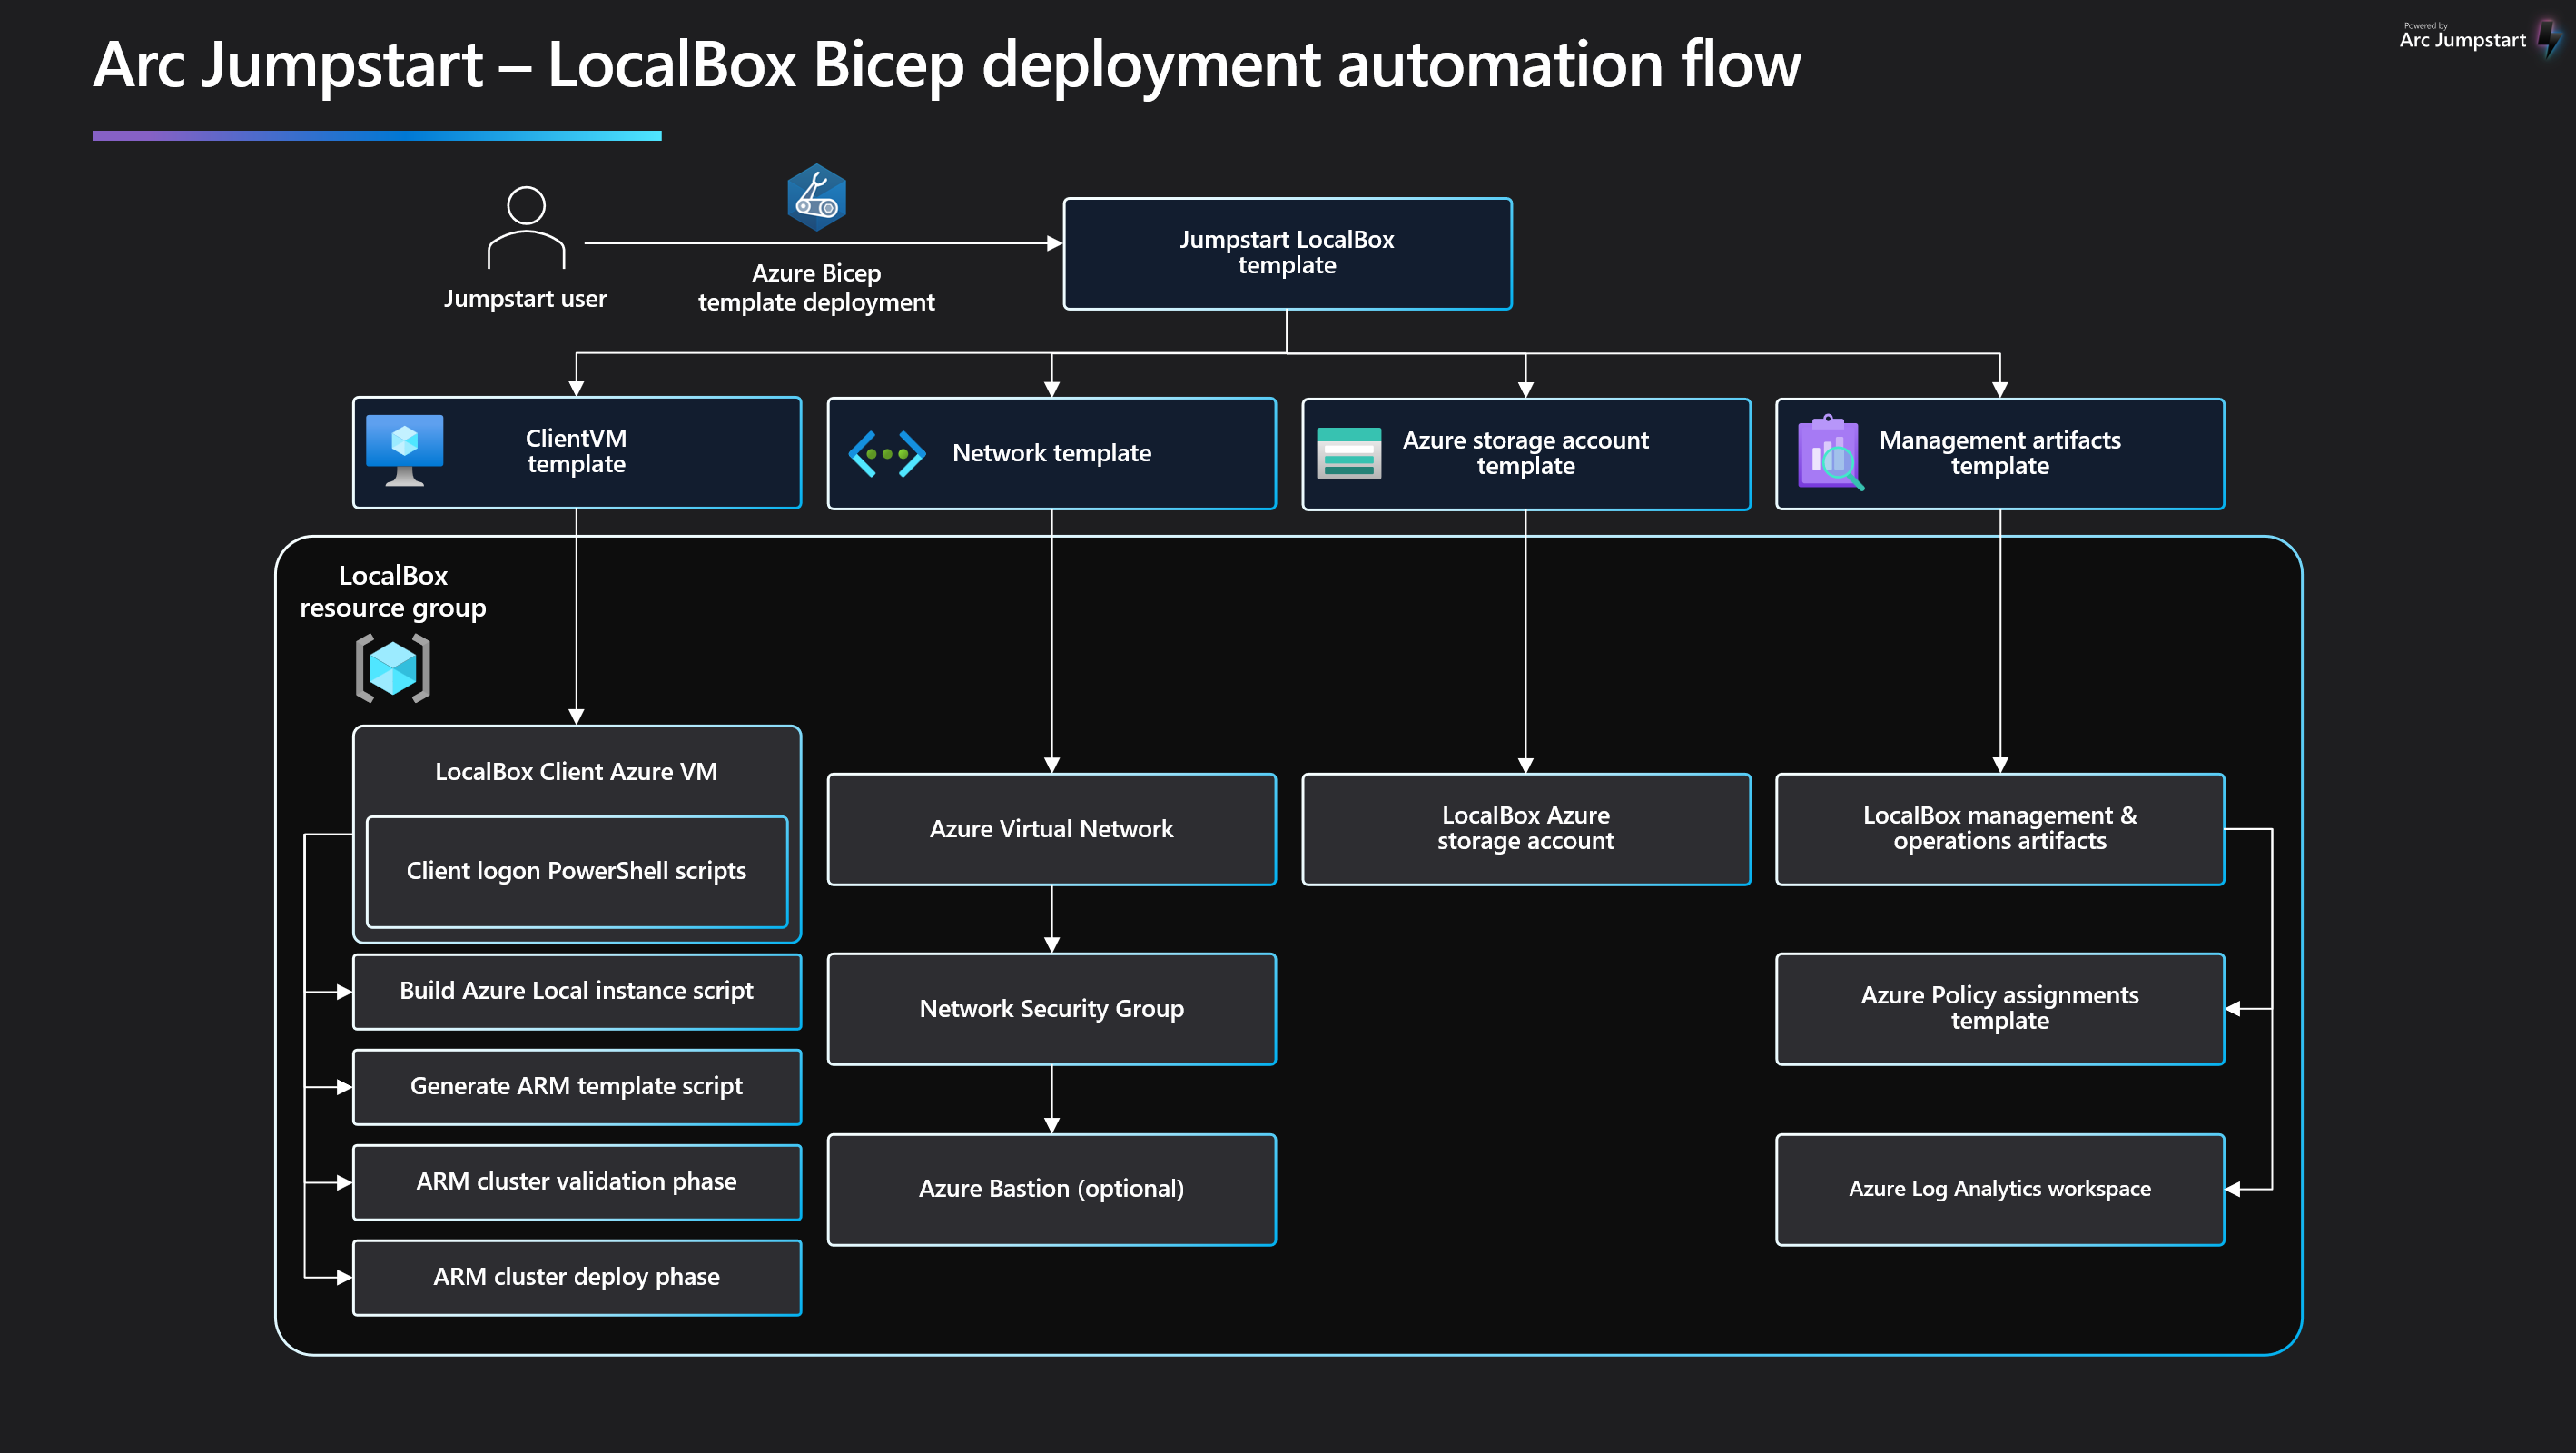 Arc Jumpstart – LocalBox Bicep deployment automation flow
Powered by
Arc Jumpstart
Jumpstart user
Azure Bicep
template deployment
Jumpstart LocalBox
template
ClientVM
template
Network template
Azure storage account
template
Management artifacts
template
LocalBox
resource group
LocalBox Client Azure VM
Client logon PowerShell scripts
Build Azure Local instance script
Generate ARM template script
ARM cluster validation phase
ARM cluster deploy phase
Azure Virtual Network
Network Security Group
Azure Bastion (optional)
LocalBox Azure
storage account
LocalBox management &
operations artifacts
Azure Policy assignments
template
Azure Log Analytics workspace